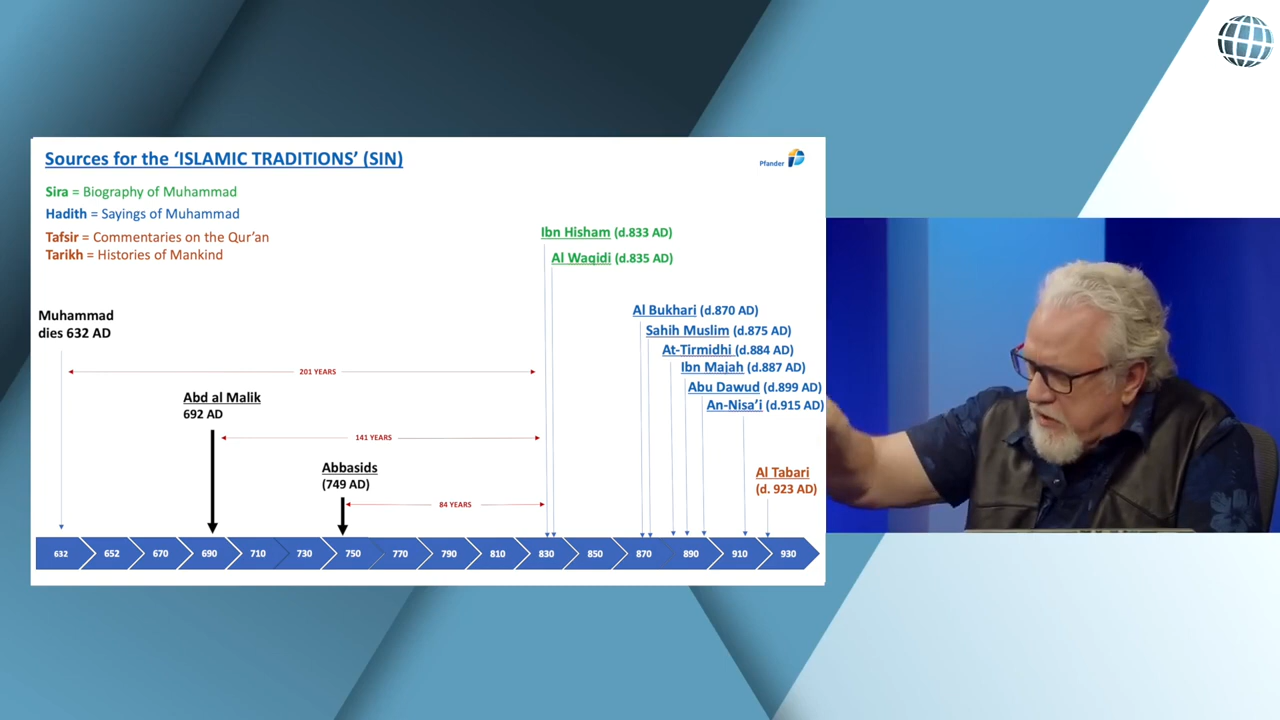 Sources for the ‘ISLAMIC TRADITIONS’ (SIN)
Pfander
Sira = Biography of Muhammad
Hadith = Sayings of Muhammad
Tafsir = Commentaries on the Qur’an
Tarikh = Histories of Mankind
Ibn Hisham (d.833 AD)
Al Waqidi (d.835 AD)
Muhammad
dies 632 AD
Al Bukhari (d.870 AD)
Sahih Muslim (d.875 AD)
At-Tirmidhi (d.884 AD)
Ibn Majah (d.887 AD)
Abu Dawud (d.899 AD)
An-Nisa’i (d.915 AD)
201 YEARS
Abd al Malik
692 AD
141 YEARS
Abbasids
(749 AD)
84 YEARS
Al Tabari
(d. 923 AD)
632 652 670 690 710 730 750 770 790 810 830 850 870 890 910 930